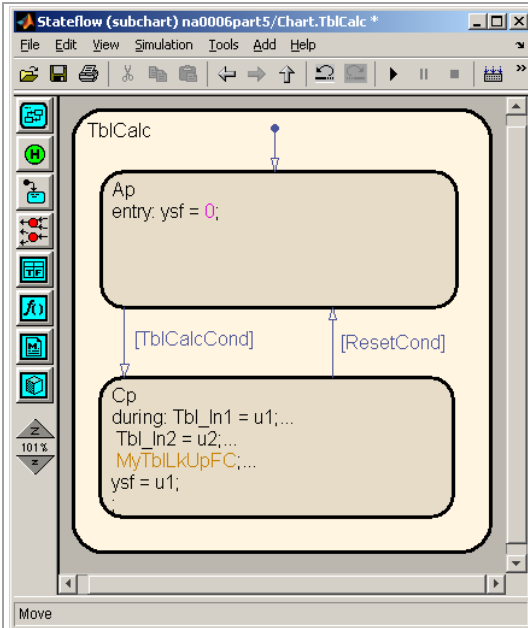 Stateflow (subchart) na0006part5/Chart.TblCalc *
File Edit View Simulation Tools Add Help
TblCalc
Ap
entry: ysf = 0;
[TblCalcCond]
[ResetCond]
Cp
during: Tbl_In1 = u1;...
Tbl_In2 = u2;...
MyTblLkUpFC;...
ysf = u1;
;
H
TF
f()
M
Z
101%
z
Move